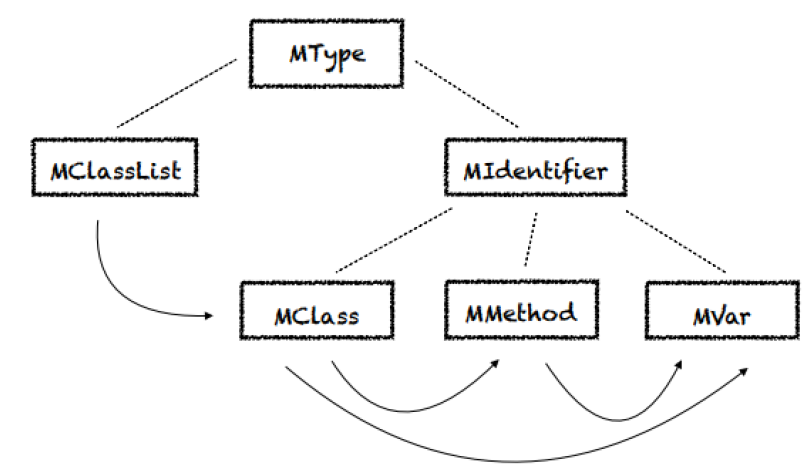 MType
MClassList
MIdentifier
MClass
MMethod
MVar